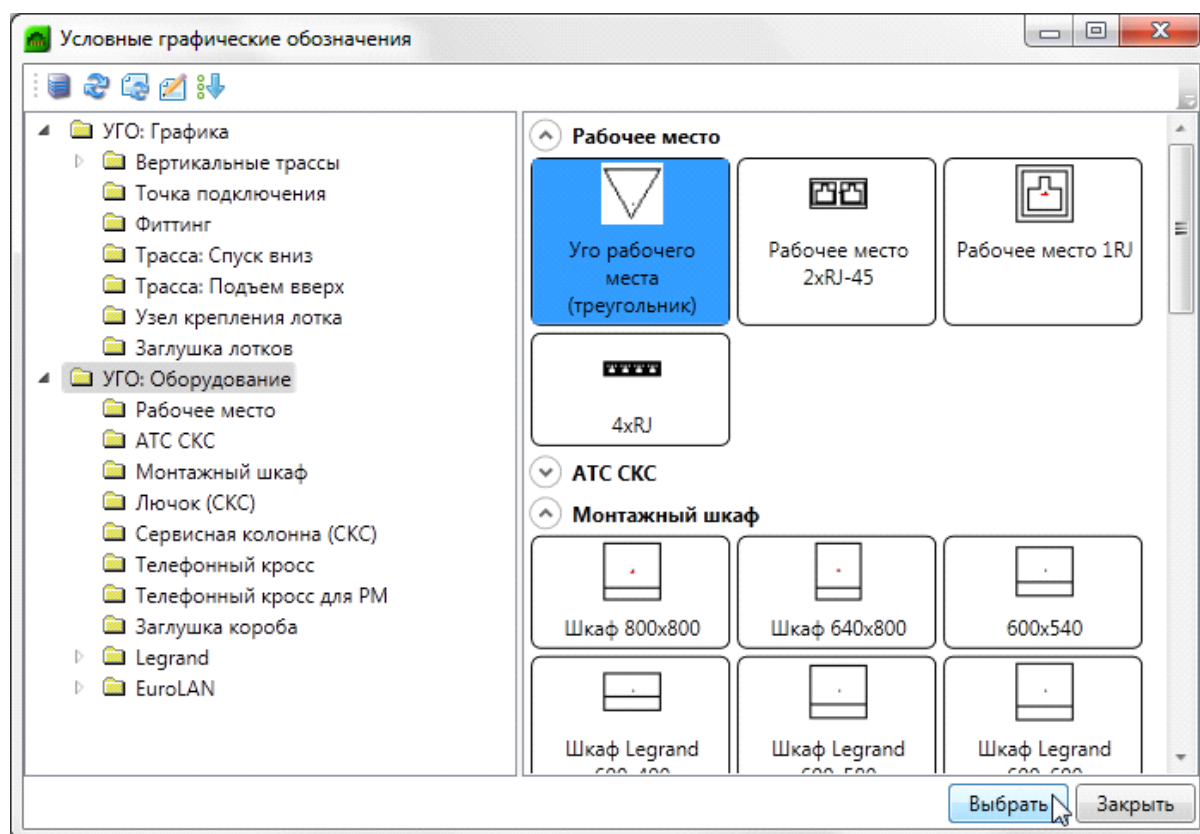 Условные графические обозначения
УГО: Графика
Вертикальные трассы
Точка подключения
Фиттинг
Трасса: Спуск вниз
Трасса: Подъем вверх
Узел крепления лотка
Заглушка лотков
УГО: Оборудование
Рабочее место
АТС СКС
Монтажный шкаф
Лючок (СКС)
Сервисная колонна (СКС)
Телефонный кросс
Телефонный кросс для РМ
Заглушка короба
Legrand
EuroLAN
Рабочее место
Уго рабочего
места
(треугольник)
Рабочее место
2xRJ-45
Рабочее место 1RJ
4xRJ
АТС СКС
Монтажный шкаф
Шкаф 800x800
Шкаф 640x800
600x540
Шкаф Legrand
Шкаф Legrand
Шкаф Legrand
Выбрать
Закрыть